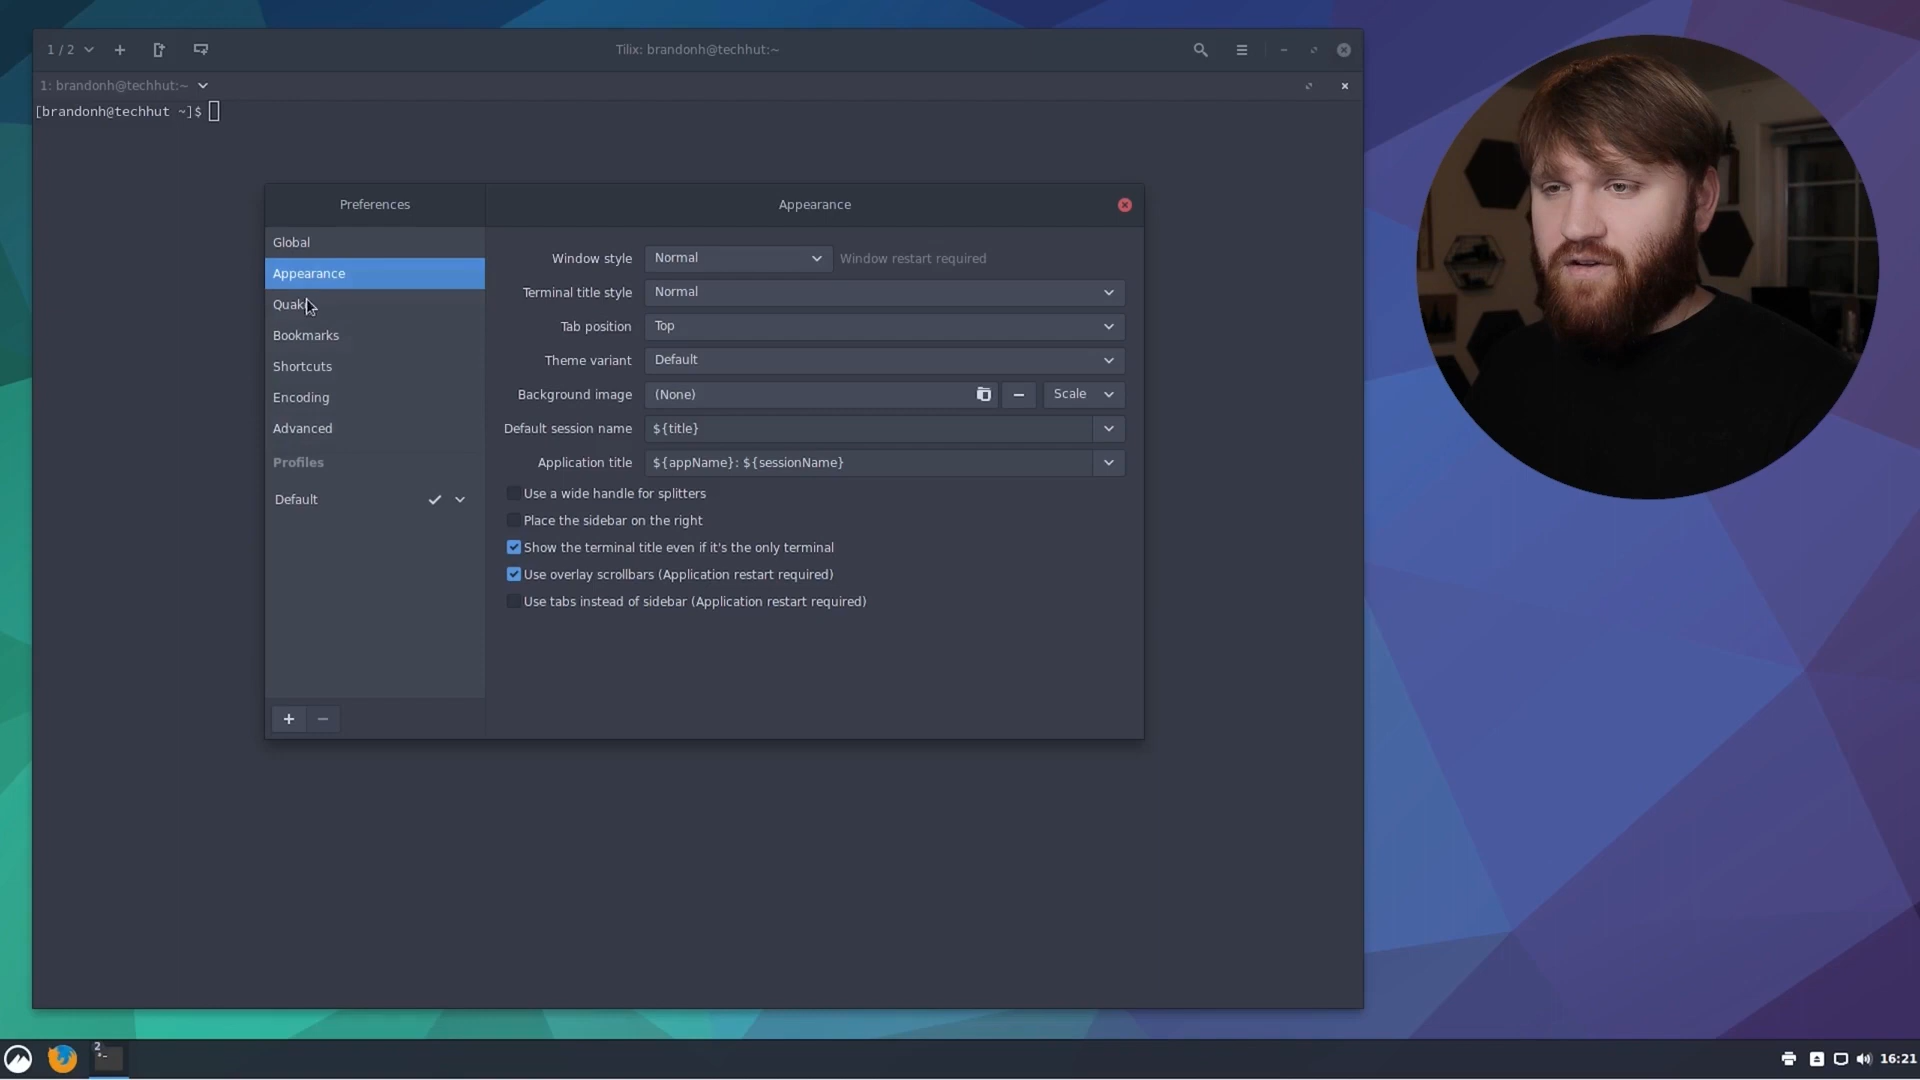 1 / 2
Tilix: brandonh@techhut:~
1: brandonh@techhut:~
[brandonh@techhut ~]$
Preferences
Appearance
Global
Appearance
Quake
Bookmarks
Shortcuts
Encoding
Advanced
Profiles
Default
Window style
Normal
Window restart required
Terminal title style
Normal
Tab position
Top
Theme variant
Default
Background image
(None)
Scale
Default session name
${title}
Application title
${appName}: ${sessionName}
Use a wide handle for splitters
Place the sidebar on the right
Show the terminal title even if it's the only terminal
Use overlay scrollbars (Application restart required)
Use tabs instead of sidebar (Application restart required)
2
16:21